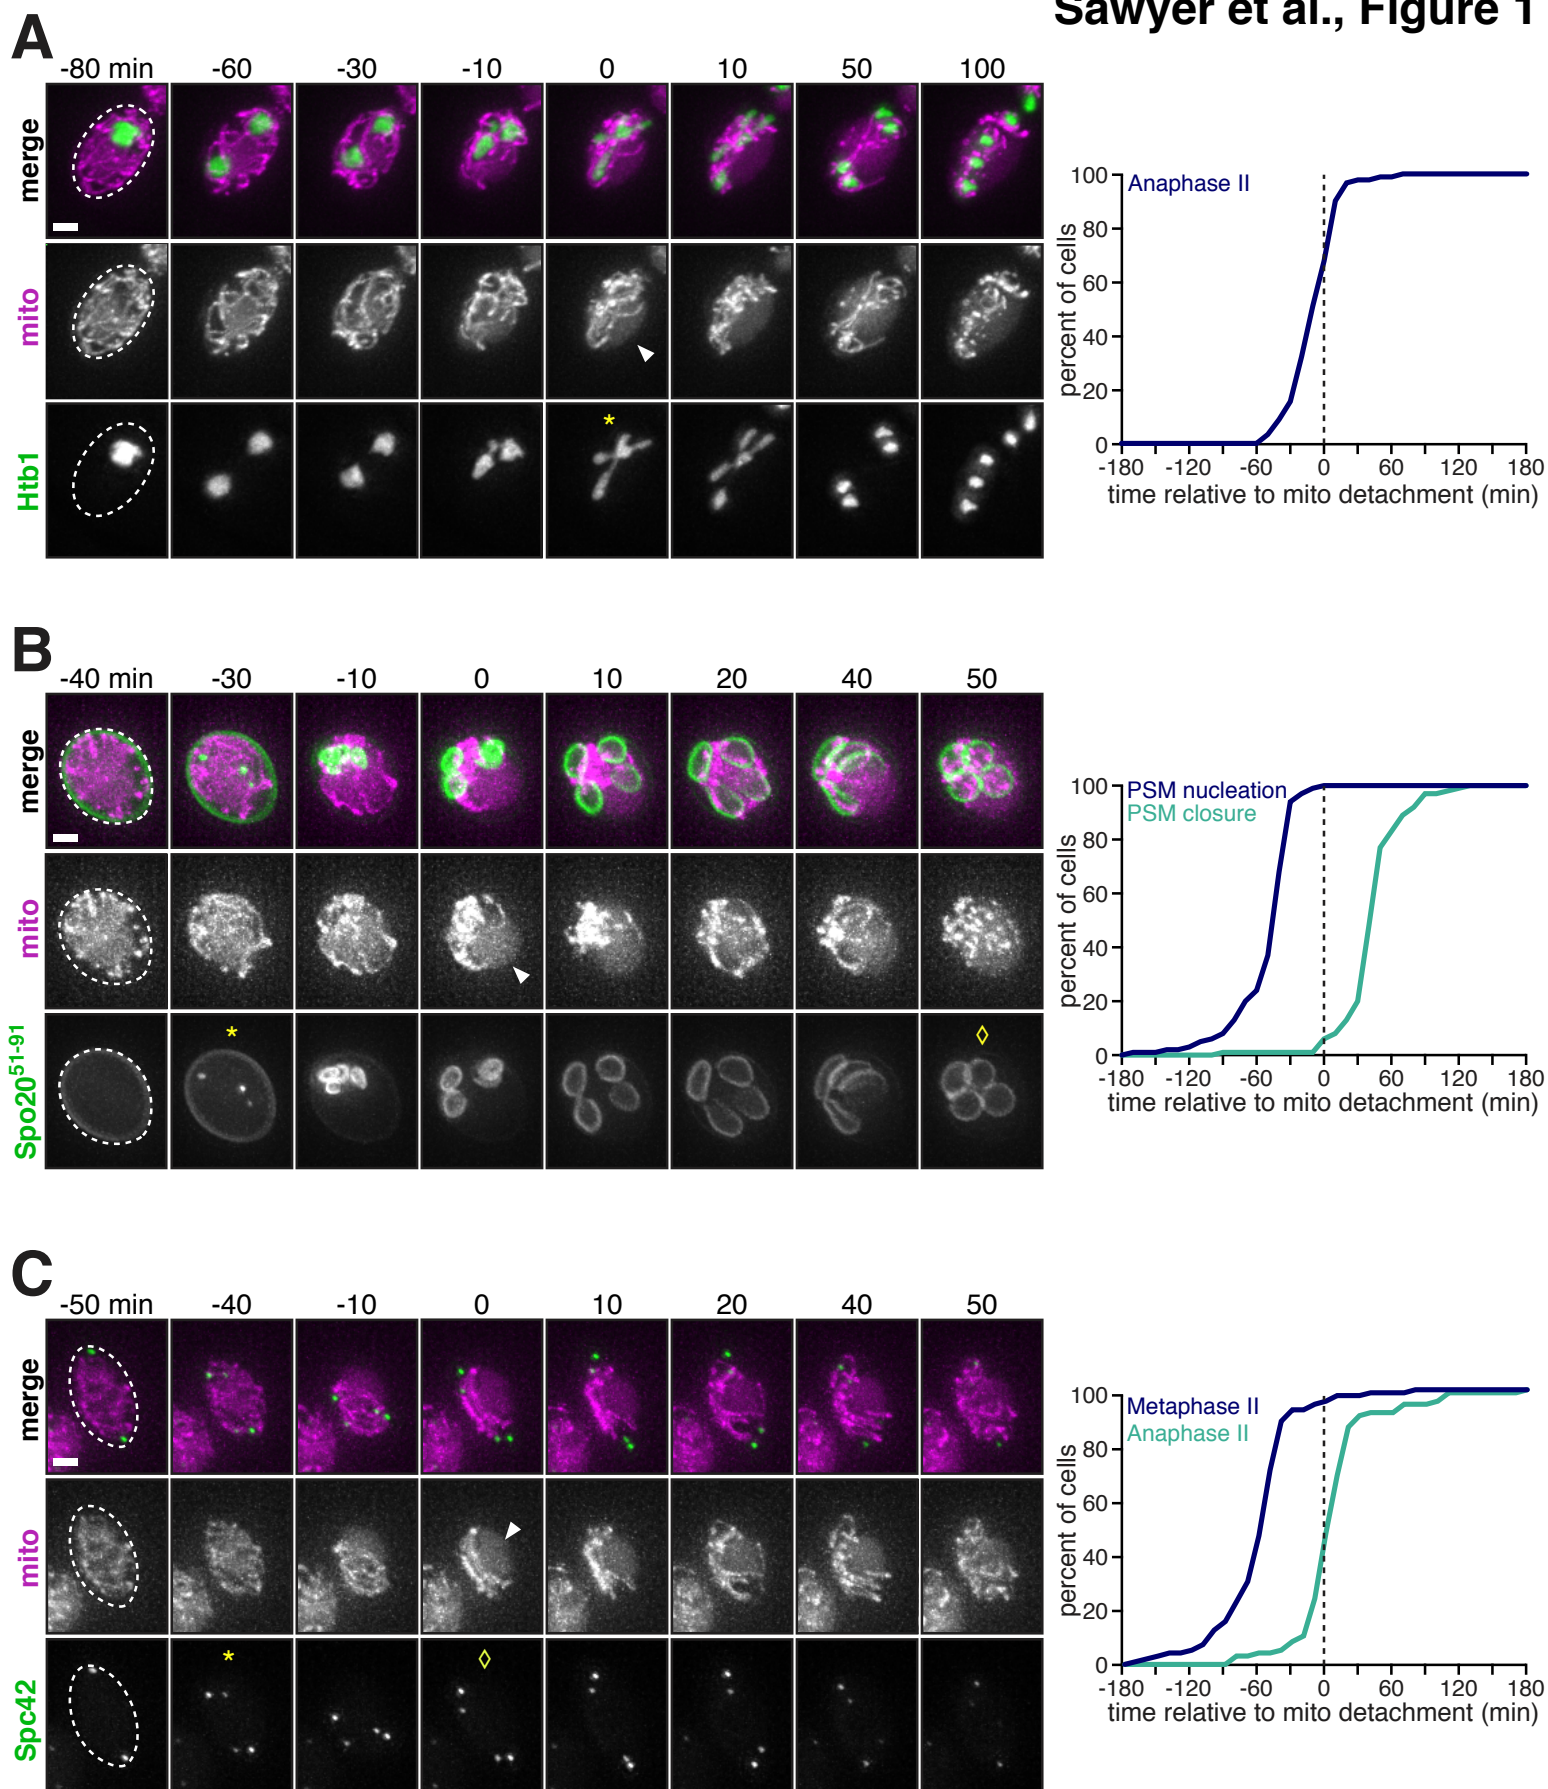 Sawyer et al., Figure 1
A
-80 min -60 -30 -10 0 10 50 100
merge
mito
Htb1
*
100
80
60
40
20
0
percent of cells
Anaphase II
-180 -120 -60 0 60 120 180
time relative to mito detachment (min)
B
-40 min -30 -10 0 10 20 40 50
merge
mito
Spo20⁵¹⁻⁹¹
* ◊
100
80
60
40
20
0
percent of cells
PSM nucleation
PSM closure
-180 -120 -60 0 60 120 180
time relative to mito detachment (min)
C
-50 min -40 -10 0 10 20 40 50
merge
mito
Spc42
* ◊
100
80
60
40
20
0
percent of cells
Metaphase II
Anaphase II
-180 -120 -60 0 60 120 180
time relative to mito detachment (min)